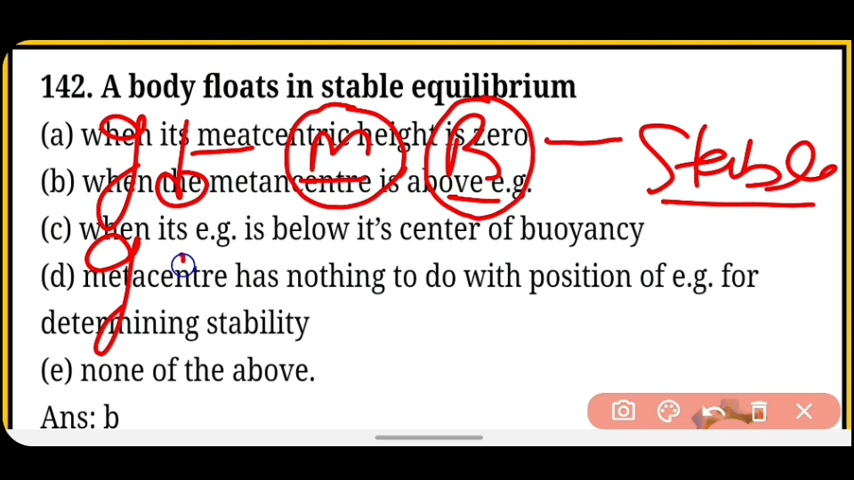 142. A body floats in stable equilibrium
(a) when its meatcentric height is zero
(b) when the metancentre is above e.g.
(c) when its e.g. is below it's center of buoyancy
(d) metacentre has nothing to do with position of e.g. for
determining stability
(e) none of the above.
Ans: b
M B — Stable